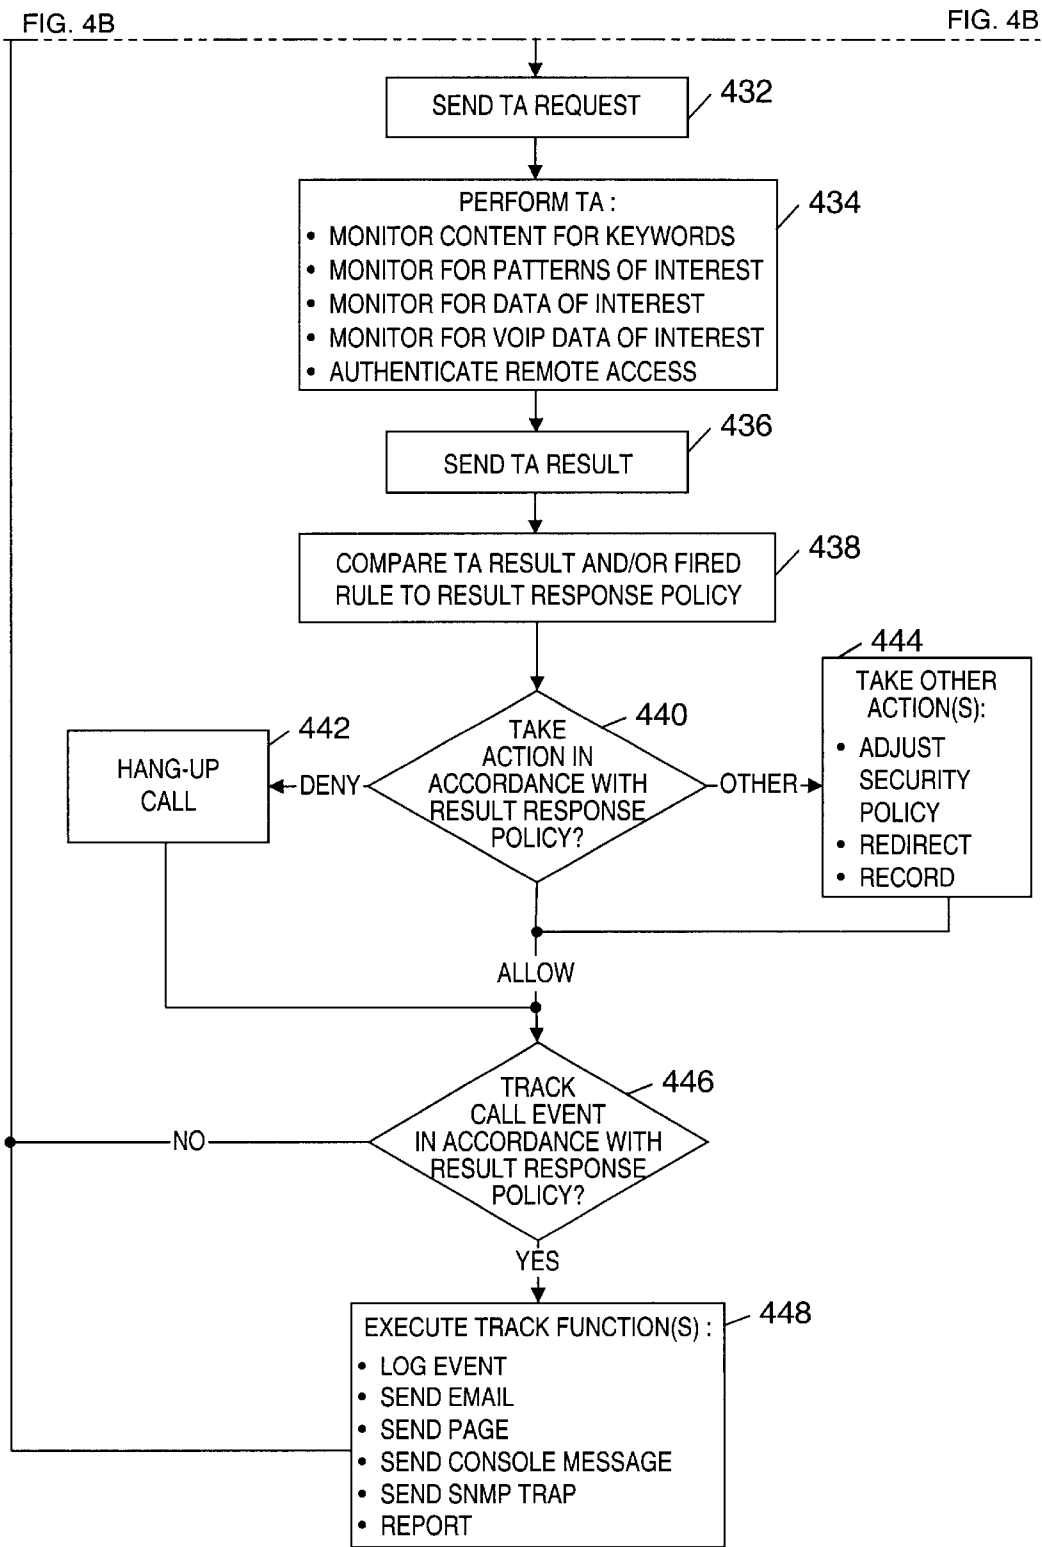 FIG. 4B
FIG. 4B
SEND TA REQUEST
432
PERFORM TA :
• MONITOR CONTENT FOR KEYWORDS
• MONITOR FOR PATTERNS OF INTEREST
• MONITOR FOR DATA OF INTEREST
• MONITOR FOR VOIP DATA OF INTEREST
• AUTHENTICATE REMOTE ACCESS
434
SEND TA RESULT
436
COMPARE TA RESULT AND/OR FIRED
RULE TO RESULT RESPONSE POLICY
438
TAKE
ACTION IN
ACCORDANCE WITH
RESULT RESPONSE
POLICY?
440
DENY
HANG-UP
CALL
442
OTHER
444
TAKE OTHER
ACTION(S):
• ADJUST
SECURITY
POLICY
• REDIRECT
• RECORD
ALLOW
TRACK
CALL EVENT
IN ACCORDANCE WITH
RESULT RESPONSE
POLICY?
446
NO
YES
EXECUTE TRACK FUNCTION(S) :
• LOG EVENT
• SEND EMAIL
• SEND PAGE
• SEND CONSOLE MESSAGE
• SEND SNMP TRAP
• REPORT
448